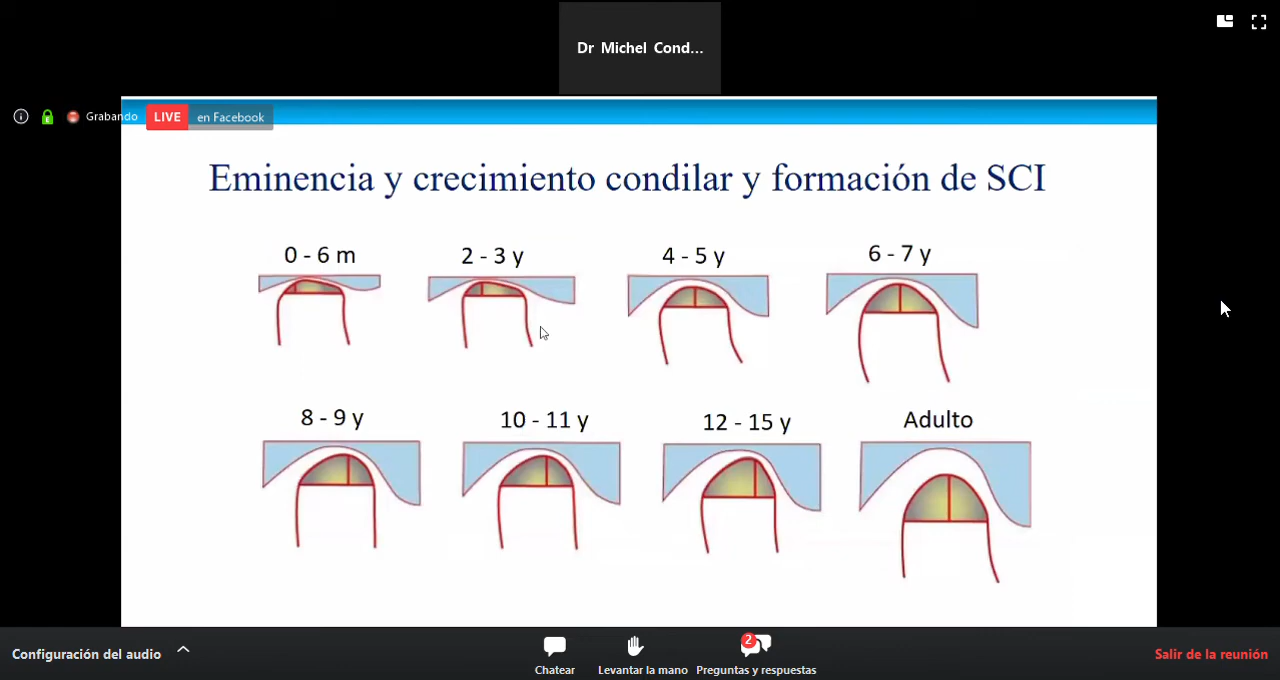 Dr Michel Cond...
Grabando
LIVE en Facebook
Eminencia y crecimiento condilar y formación de SCI
0 - 6 m
2 - 3 y
4 - 5 y
6 - 7 y
8 - 9 y
10 - 11 y
12 - 15 y
Adulto
Configuración del audio
Chatear
Levantar la mano
2
Preguntas y respuestas
Salir de la reunión